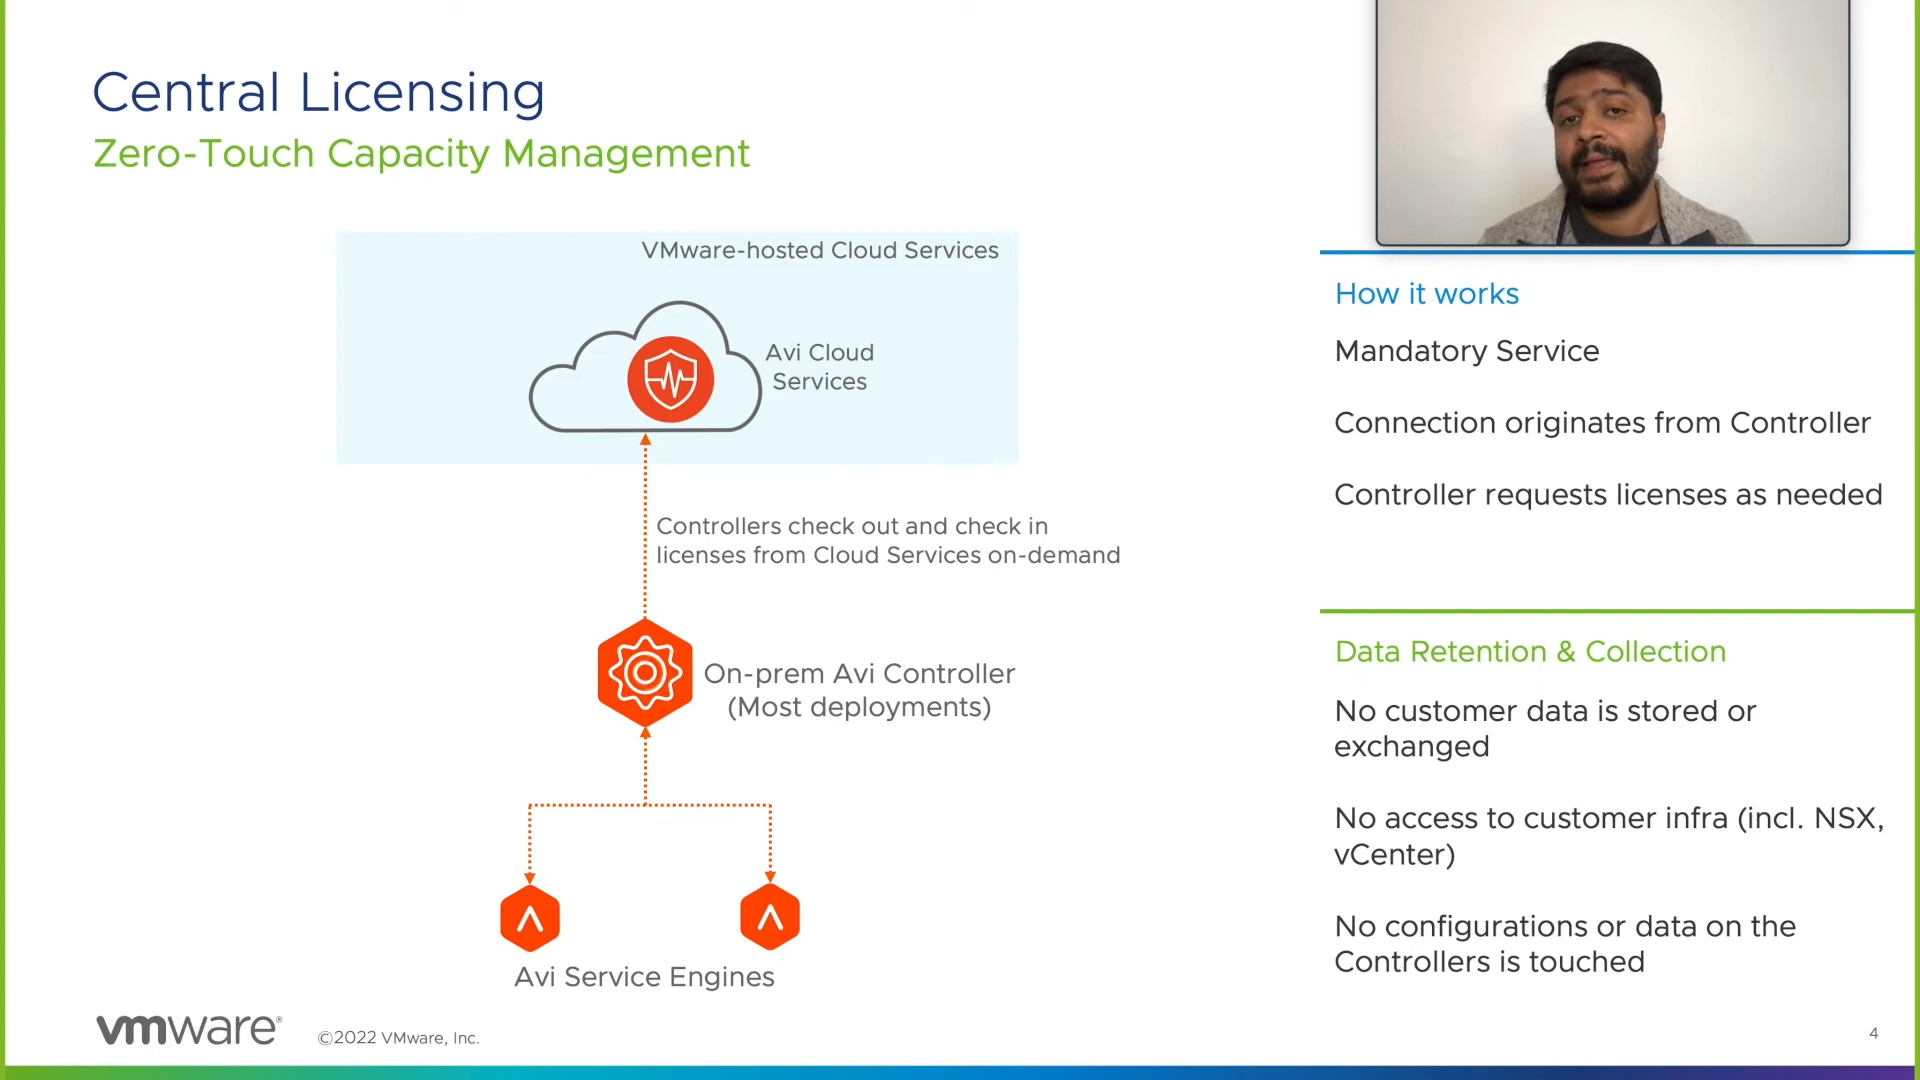 Central Licensing
Zero-Touch Capacity Management
VMware-hosted Cloud Services
Avi Cloud
Services
Controllers check out and check in
licenses from Cloud Services on-demand
On-prem Avi Controller
(Most deployments)
Avi Service Engines
How it works
Mandatory Service
Connection originates from Controller
Controller requests licenses as needed
Data Retention & Collection
No customer data is stored or
exchanged
No access to customer infra (incl. NSX,
vCenter)
No configurations or data on the
Controllers is touched
vmware®
©2022 VMware, Inc.
4